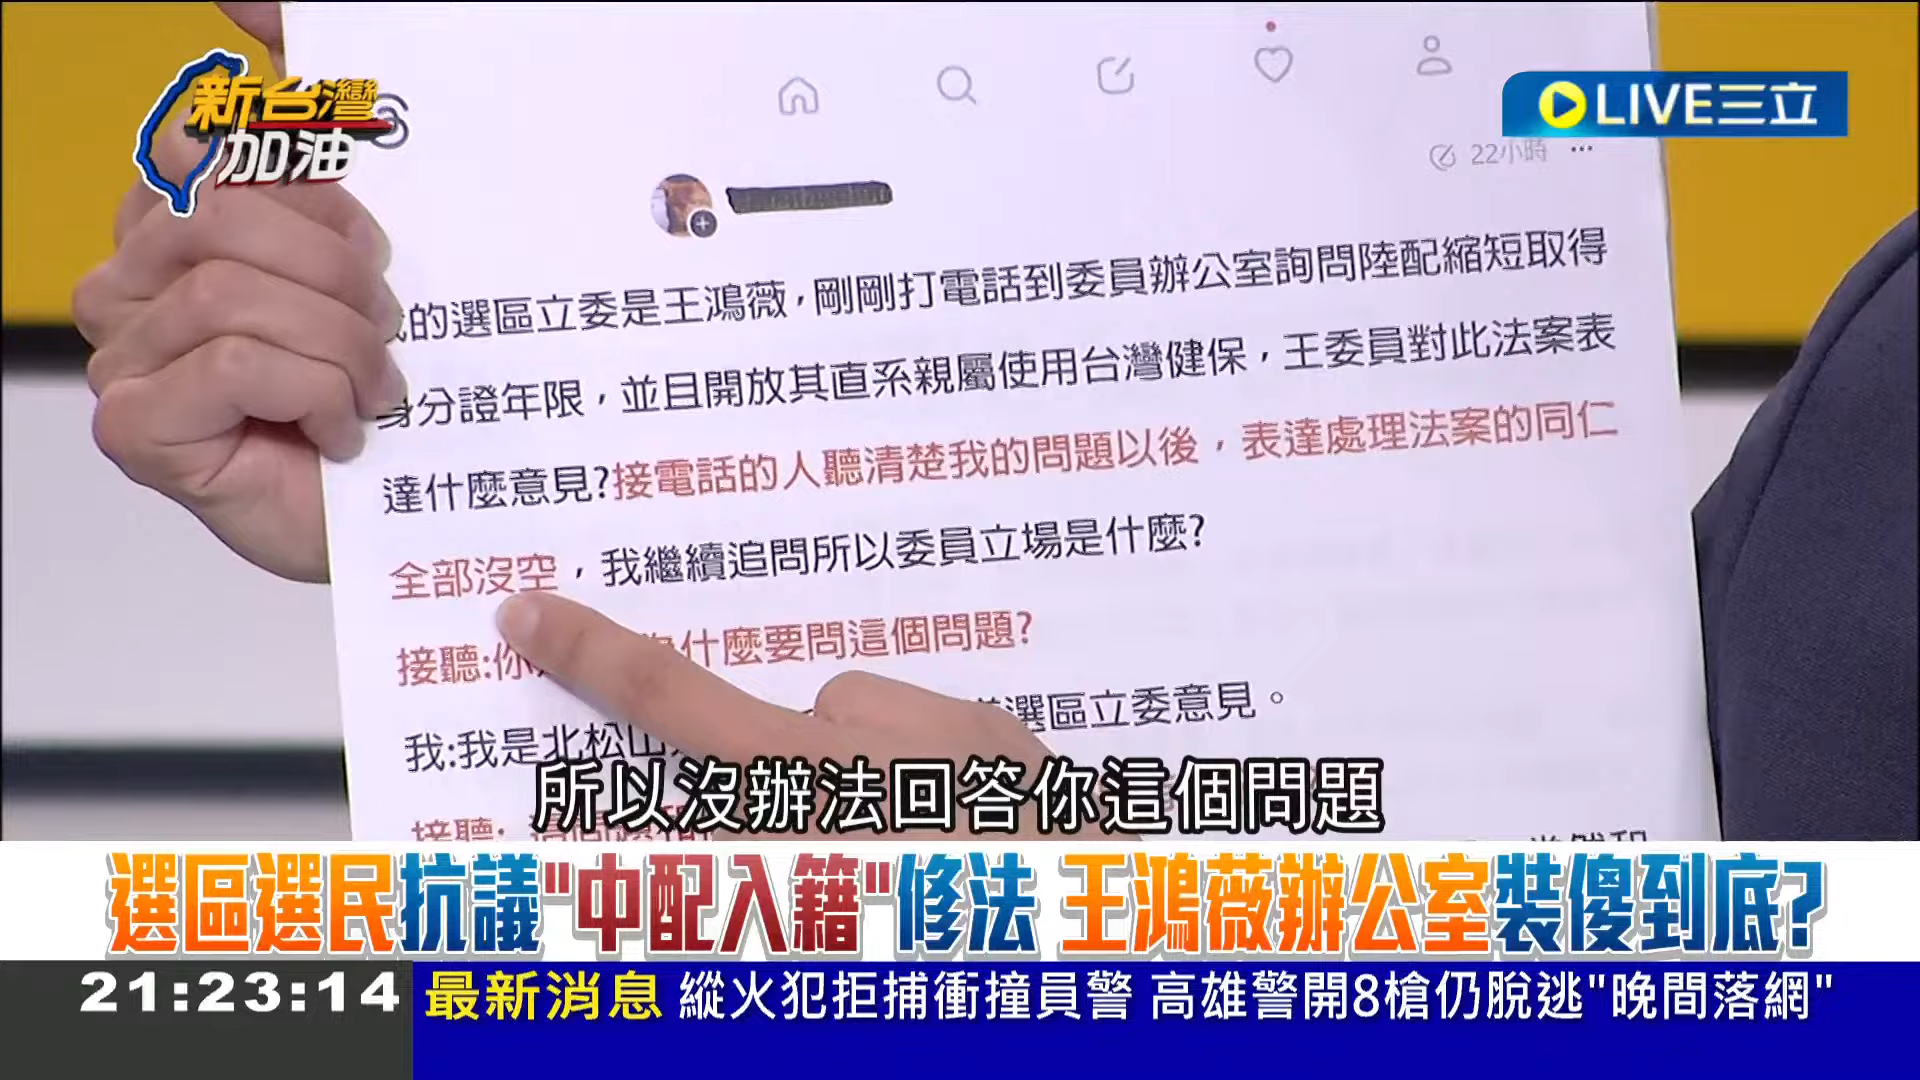 新台灣
加油
LIVE三立
22小時 ...
的選區立委是王鴻薇，剛剛打電話到委員辦公室詢問陸配縮短取得
身分證年限，並且開放其直系親屬使用台灣健保，王委員對此法案表
達什麼意見?接電話的人聽清楚我的問題以後，表達處理法案的同仁
全部沒空，我繼續追問所以委員立場是什麼?
接聽:你 什麼要問這個問題?
我:我是北松山 選區立委意見。
接聽:
所以沒辦法回答你這個問題
選區選民抗議"中配入籍"修法 王鴻薇辦公室裝傻到底?
21:23:14 最新消息 縱火犯拒捕衝撞員警 高雄警開8槍仍脫逃"晚間落網"